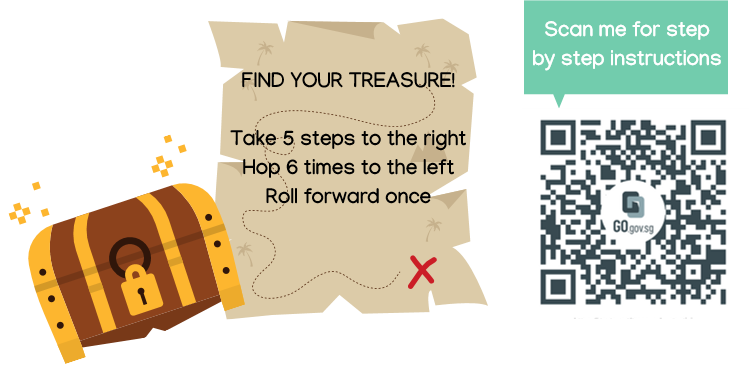 FIND YOUR TREASURE!
Take 5 steps to the right
Hop 6 times to the left
Roll forward once
Scan me for step
by step instructions
GO.gov.sg